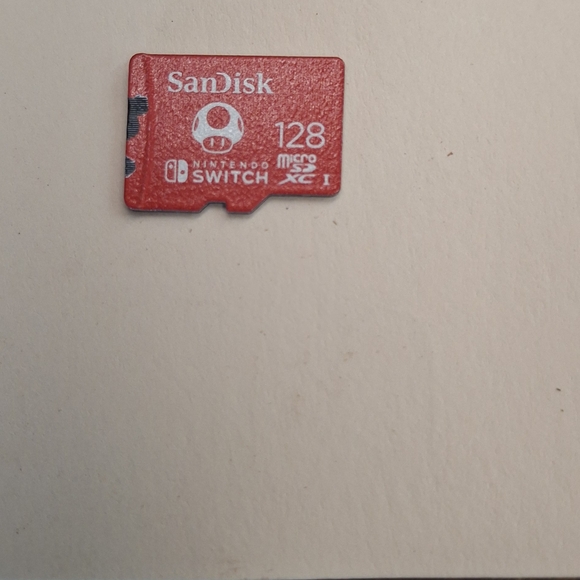 SanDisk
128
NINTENDO
SWITCH
micro
SD
XC I